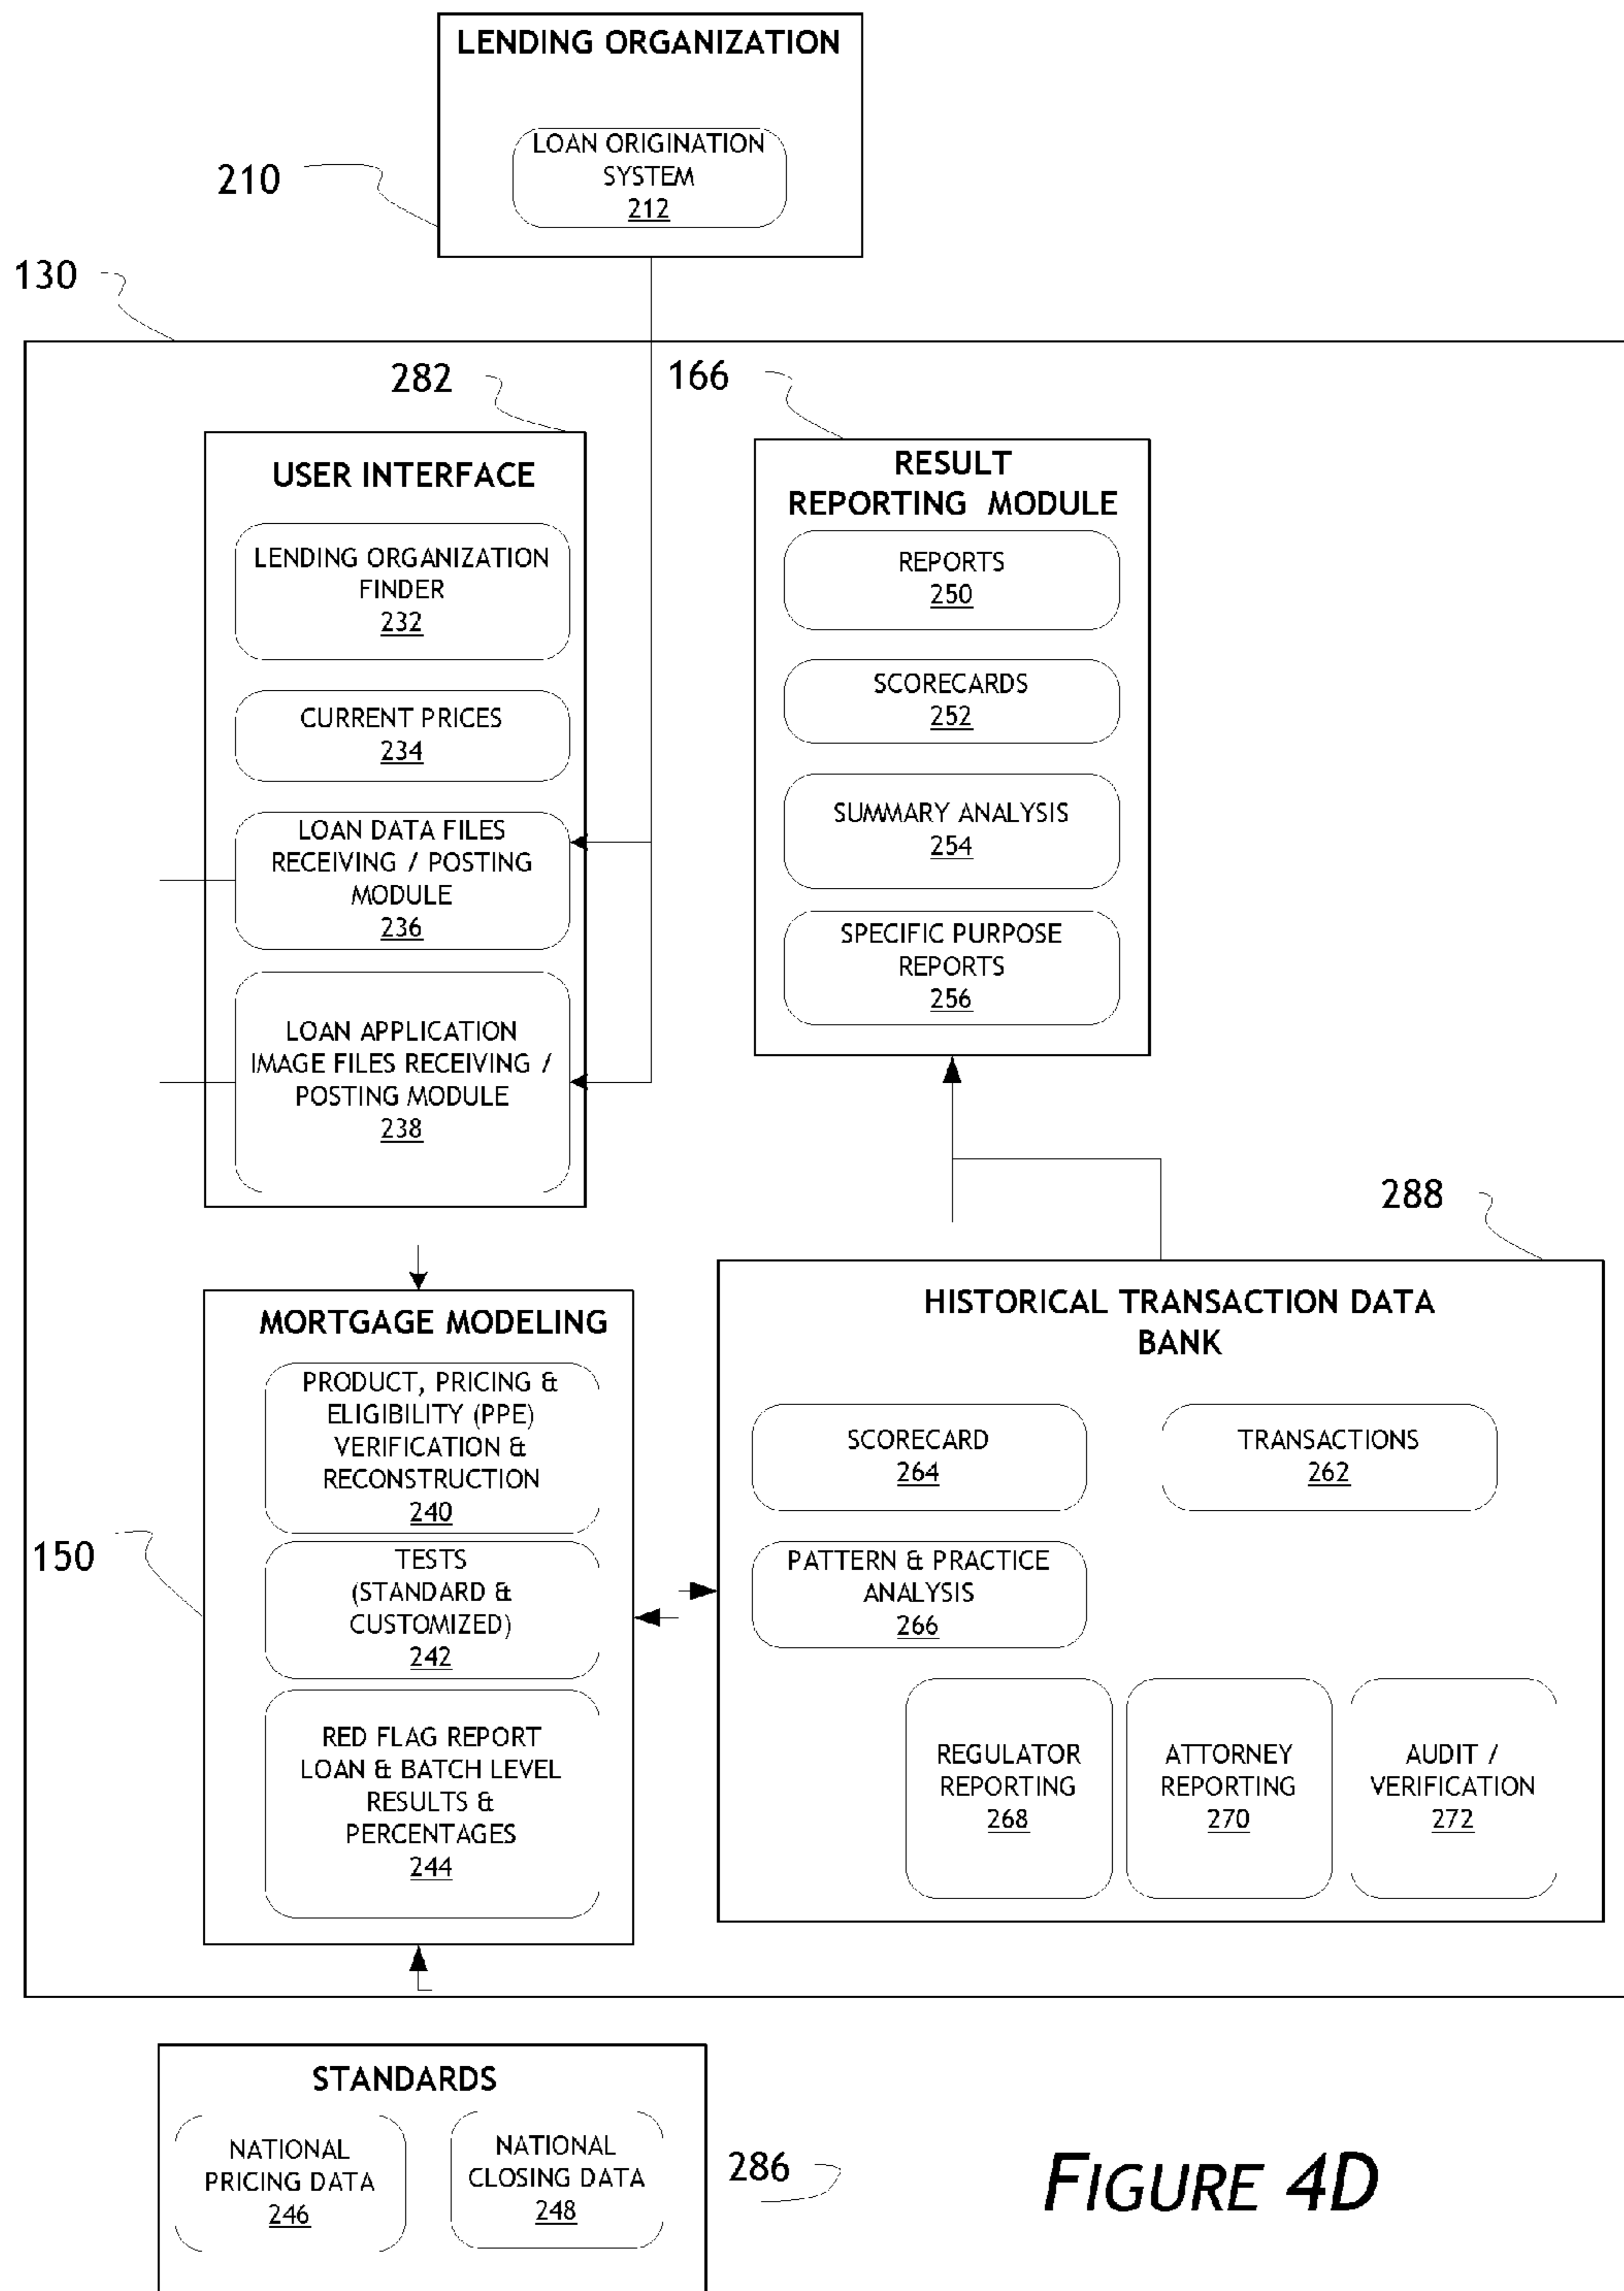 LENDING ORGANIZATION
LOAN ORIGINATION
SYSTEM
212
210
130
282
166
USER INTERFACE
LENDING ORGANIZATION
FINDER
232
CURRENT PRICES
234
LOAN DATA FILES
RECEIVING / POSTING
MODULE
236
LOAN APPLICATION
IMAGE FILES RECEIVING /
POSTING MODULE
238
RESULT
REPORTING MODULE
REPORTS
250
SCORECARDS
252
SUMMARY ANALYSIS
254
SPECIFIC PURPOSE
REPORTS
256
288
MORTGAGE MODELING
PRODUCT, PRICING &
ELIGIBILITY (PPE)
VERIFICATION &
RECONSTRUCTION
240
TESTS
(STANDARD &
CUSTOMIZED)
242
RED FLAG REPORT
LOAN & BATCH LEVEL
RESULTS &
PERCENTAGES
244
150
HISTORICAL TRANSACTION DATA
BANK
SCORECARD
264
TRANSACTIONS
262
PATTERN & PRACTICE
ANALYSIS
266
REGULATOR
REPORTING
268
ATTORNEY
REPORTING
270
AUDIT /
VERIFICATION
272
STANDARDS
NATIONAL
PRICING DATA
246
NATIONAL
CLOSING DATA
248
286
FIGURE 4D